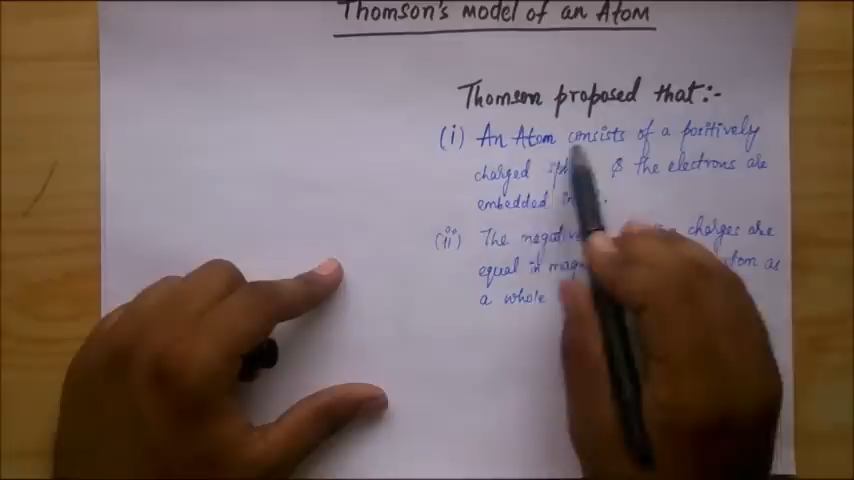 Thomson's model of an Atom
Thomson proposed that:-
(i) An Atom consists of a positively
charged & the electrons are
embedded
(ii) The charges are
equal in as
a whole